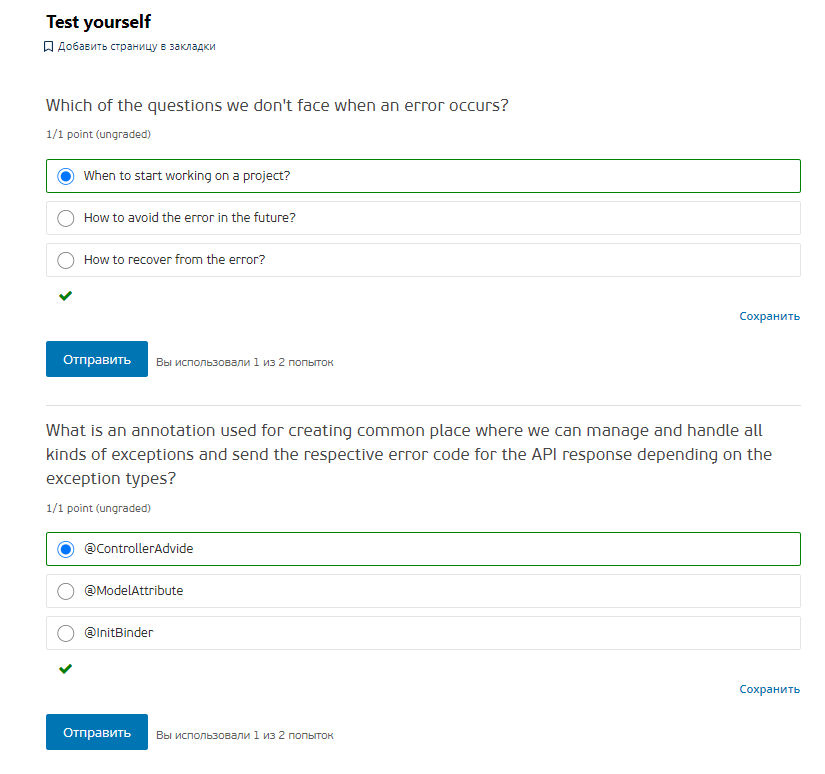 Test yourself
Добавить страницу в закладки
Which of the questions we don't face when an error occurs?
1/1 point (ungraded)
When to start working on a project?
How to avoid the error in the future?
How to recover from the error?
Сохранить
Отправить Вы использовали 1 из 2 попыток
What is an annotation used for creating common place where we can manage and handle all
kinds of exceptions and send the respective error code for the API response depending on the
exception types?
1/1 point (ungraded)
@ControllerAdvide
@ModelAttribute
@InitBinder
Сохранить
Отправить Вы использовали 1 из 2 попыток